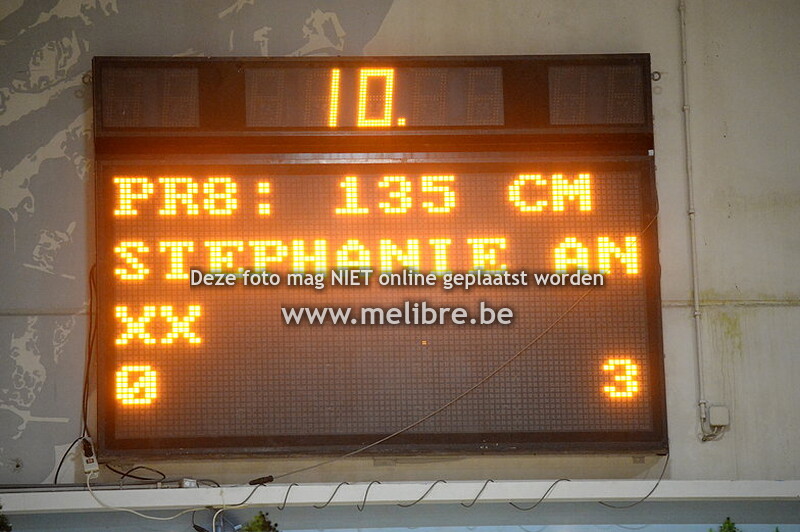 10.
PR8: 135 CM
STEPHANIE AN
Deze foto mag NIET online geplaatst worden
XX
www.melibre.be
0 3